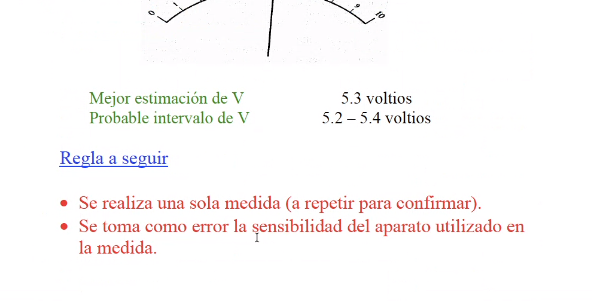 0 1 9 10
Mejor estimación de V 5.3 voltios
Probable intervalo de V 5.2 – 5.4 voltios
Regla a seguir
• Se realiza una sola medida (a repetir para confirmar).
• Se toma como error la sensibilidad del aparato utilizado en
la medida.